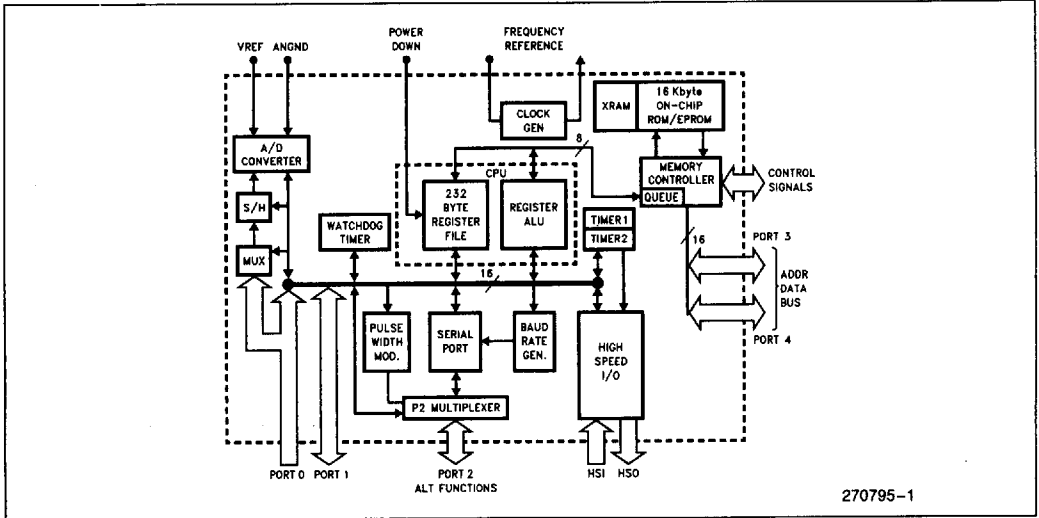 VREF ANGND
POWER
DOWN
FREQUENCY
REFERENCE
CLOCK
GEN
XRAM
16 Kbyte
ON-CHIP
ROM/EPROM
A/D
CONVERTER
8
CPU
MEMORY
CONTROLLER
QUEUE
CONTROL
SIGNALS
S/H
232
BYTE
REGISTER
FILE
REGISTER
ALU
WATCHDOG
TIMER
TIMER1
TIMER2
16
PORT 3
MUX
16
ADDR
DATA
BUS
PORT 4
PULSE
WIDTH
MOD.
SERIAL
PORT
BAUD
RATE
GEN.
HIGH
SPEED
I/O
P2 MULTIPLEXER
PORT 0
PORT 1
PORT 2
ALT FUNCTIONS
HSI
HSO
270795-1